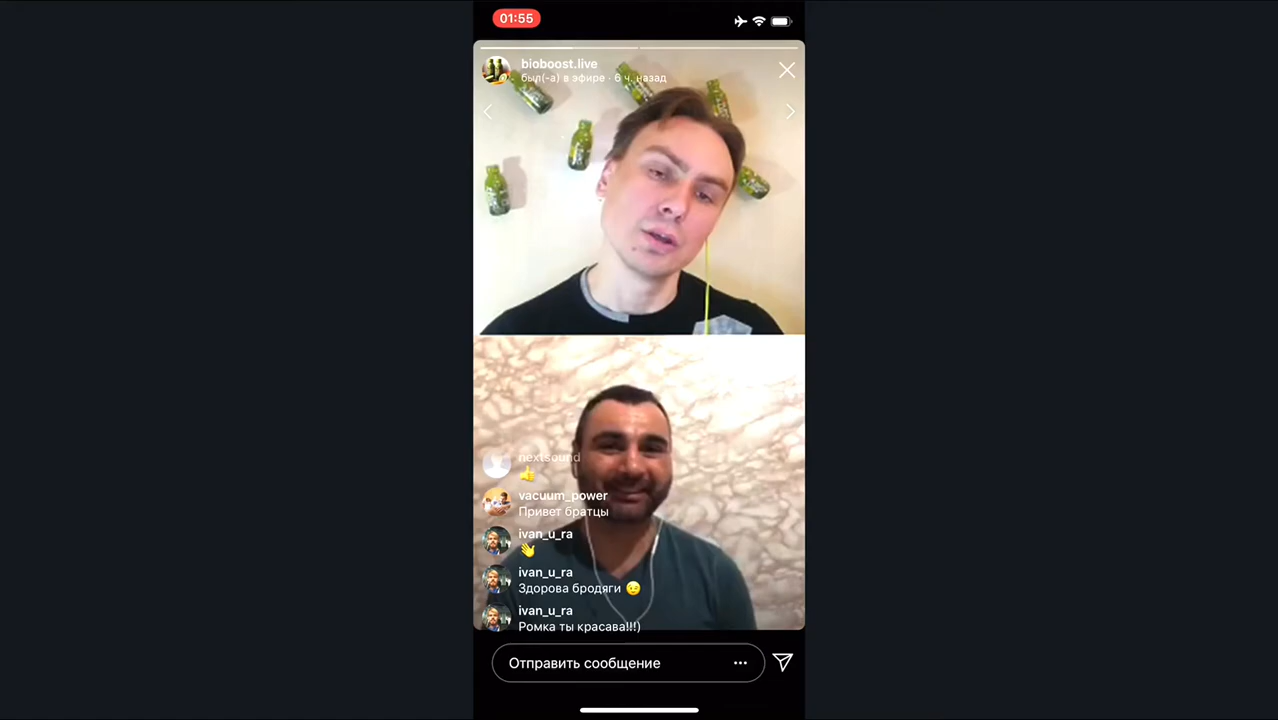 01:55
bioboost.live
был(-а) в эфире · 6 ч. назад
nextsound
👍
vacuum_power
Привет братцы
ivan_u_ra
👋
ivan_u_ra
Здорова бродяги 😉
ivan_u_ra
Ромка ты красава!!!)
Отправить сообщение